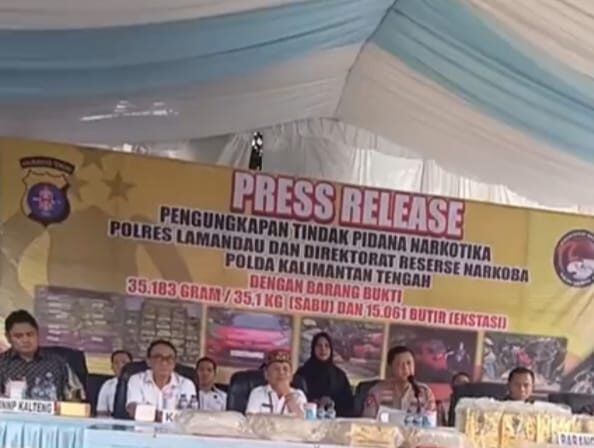 PRESS RELEASE
PENGUNGKAPAN TINDAK PIDANA NARKOTIKA
POLRES LAMANDAU DAN DIREKTORAT RESERSE NARKOBA
POLDA KALIMANTAN TENGAH
DENGAN BARANG BUKTI
35.183 GRAM / 35,1 KG (SABU) DAN 15.061 BUTIR (EKSTASI)
BNNP KALTENG